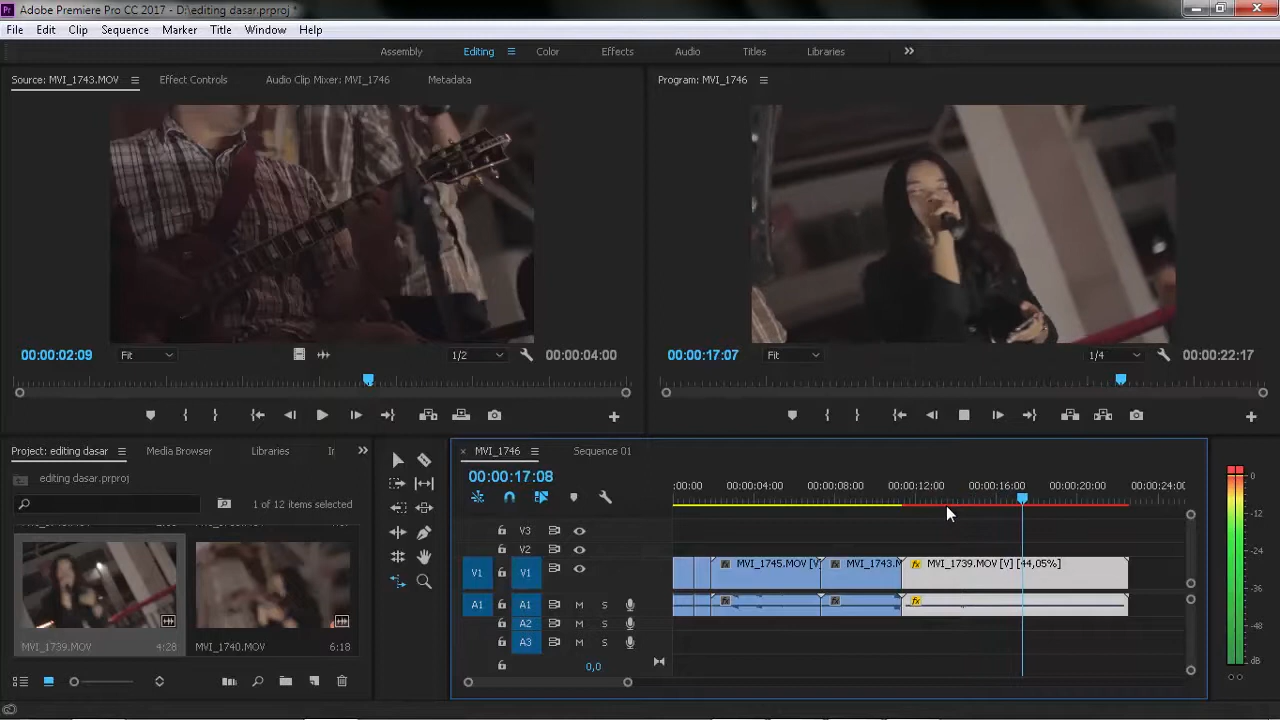 Adobe Premiere Pro CC 2017 - D:\editing dasar.prproj *
File Edit Clip Sequence Marker Title Window Help
Assembly Editing Color Effects Audio Titles Libraries
Source: MVI_1743.MOV Effect Controls Audio Clip Mixer: MVI_1746 Metadata
Program: MVI_1746
00:00:02:09 Fit 1/2 00:00:04:00
00:00:17:07 Fit 1/4 00:00:22:17
Project: editing dasar Media Browser Libraries
editing dasar.prproj
1 of 12 items selected
MVI_1739.MOV 4:28
MVI_1740.MOV 6:18
MVI_1746 Sequence 01
00:00:17:08
:00:00 00:00:04:00 00:00:08:00 00:00:12:00 00:00:16:00 00:00:20:00 00:00:24:00
V3
V2
V1 V1 MVI_1745.MOV [V] MVI_1743.M MVI_1739.MOV [V] [44,05%]
A1 A1 M S
A2 M S
A3 M S
0,0
0
-12
-24
-36
-48
dB